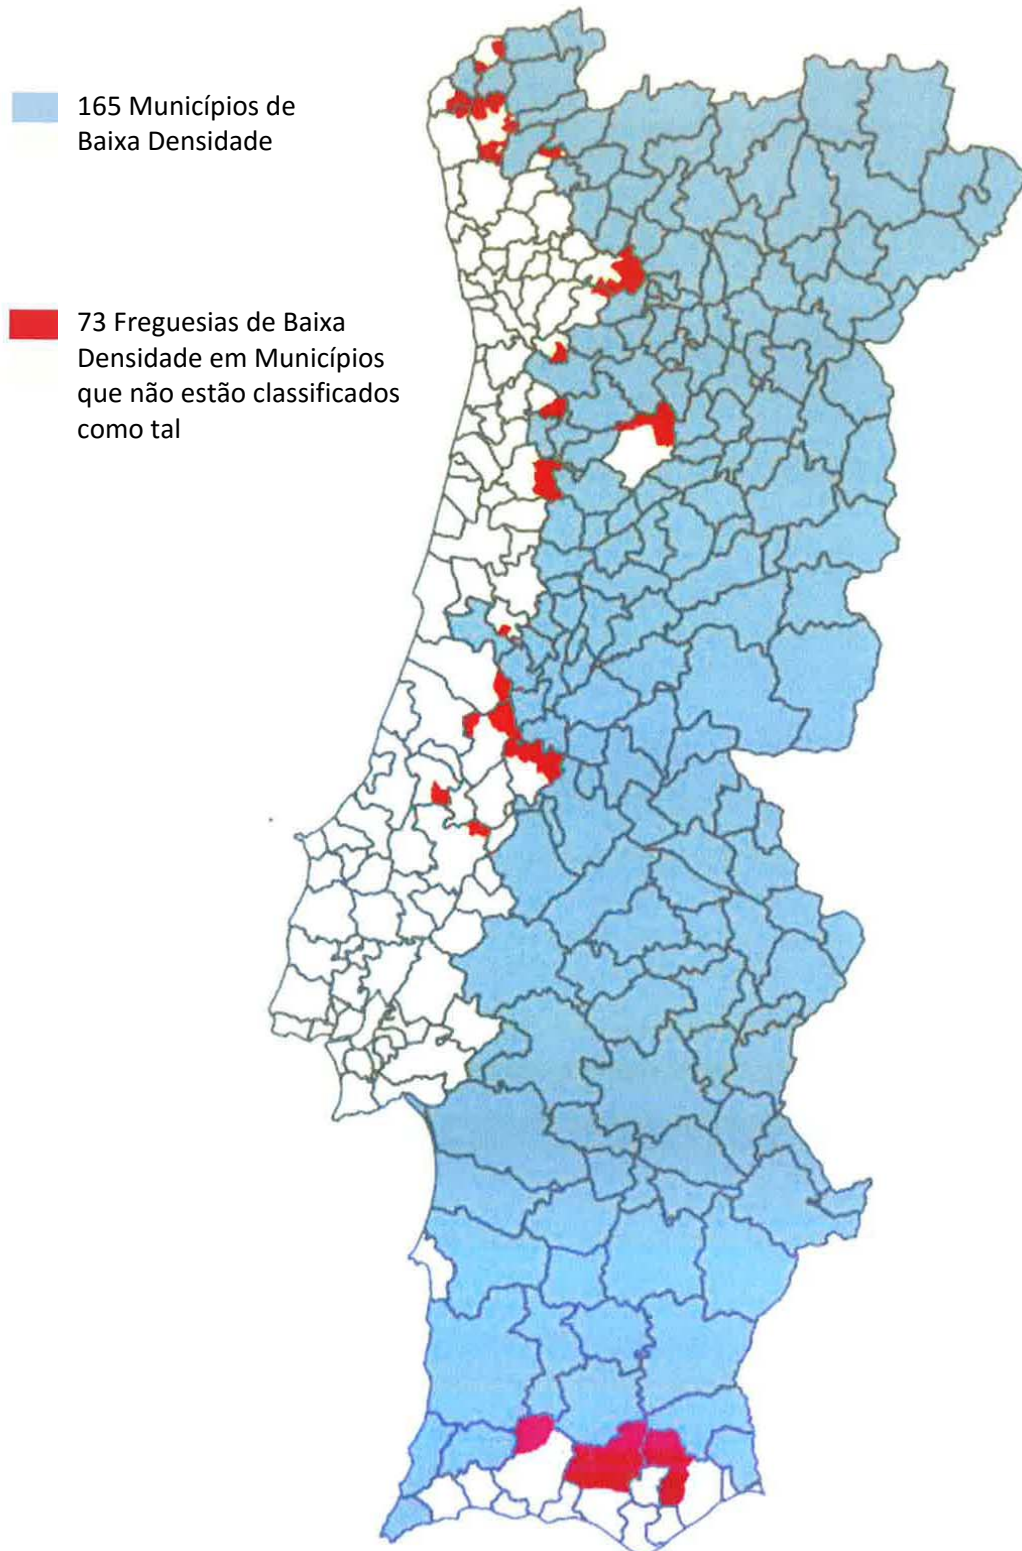 165 Municípios de
Baixa Densidade
73 Freguesias de Baixa
Densidade em Municípios
que não estão classificados
como tal